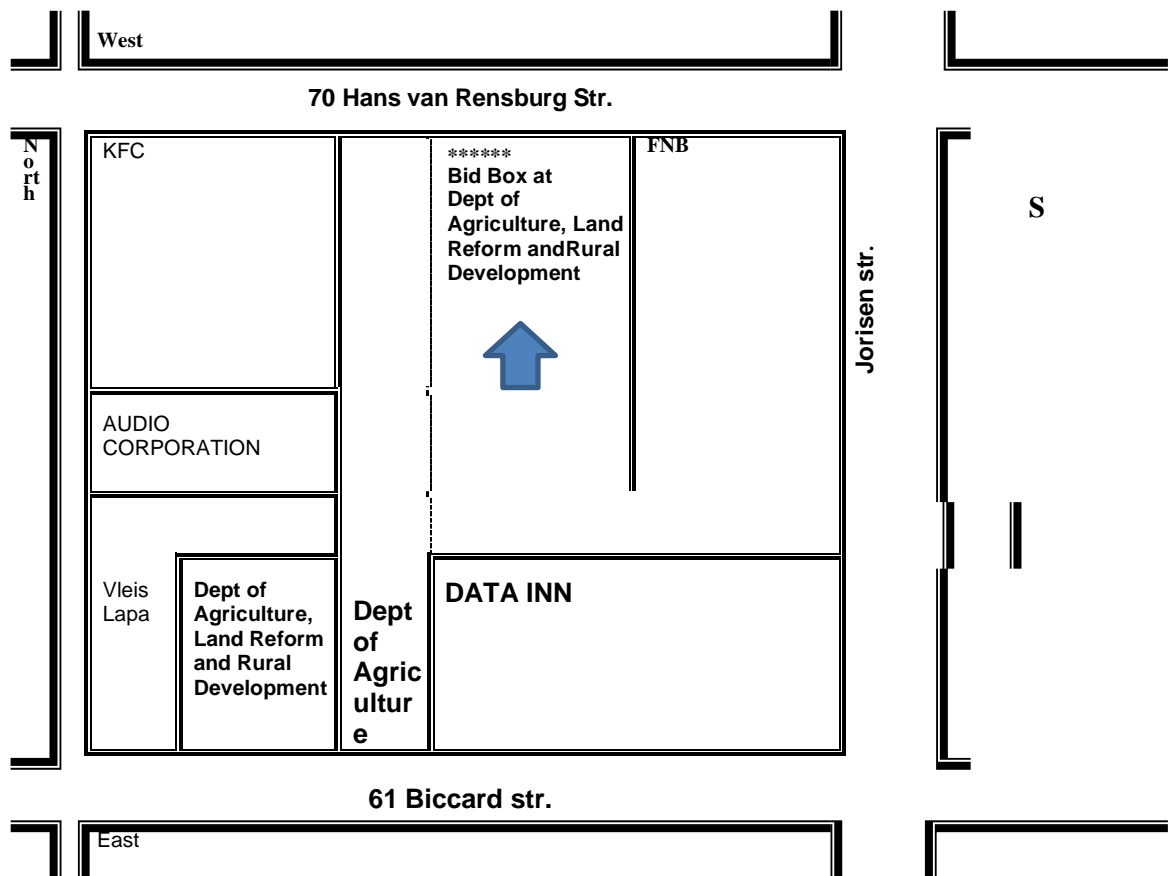 West
70 Hans van Rensburg Str.
N
o
rt
h
KFC
******
Bid Box at
Dept of
Agriculture, Land
Reform andRural
Development
FNB
S
Jorisen str.
AUDIO
CORPORATION
Vleis
Lapa
Dept of
Agriculture,
Land Reform
and Rural
Development
Dept
of
Agric
ultur
e
DATA INN
61 Biccard str.
East